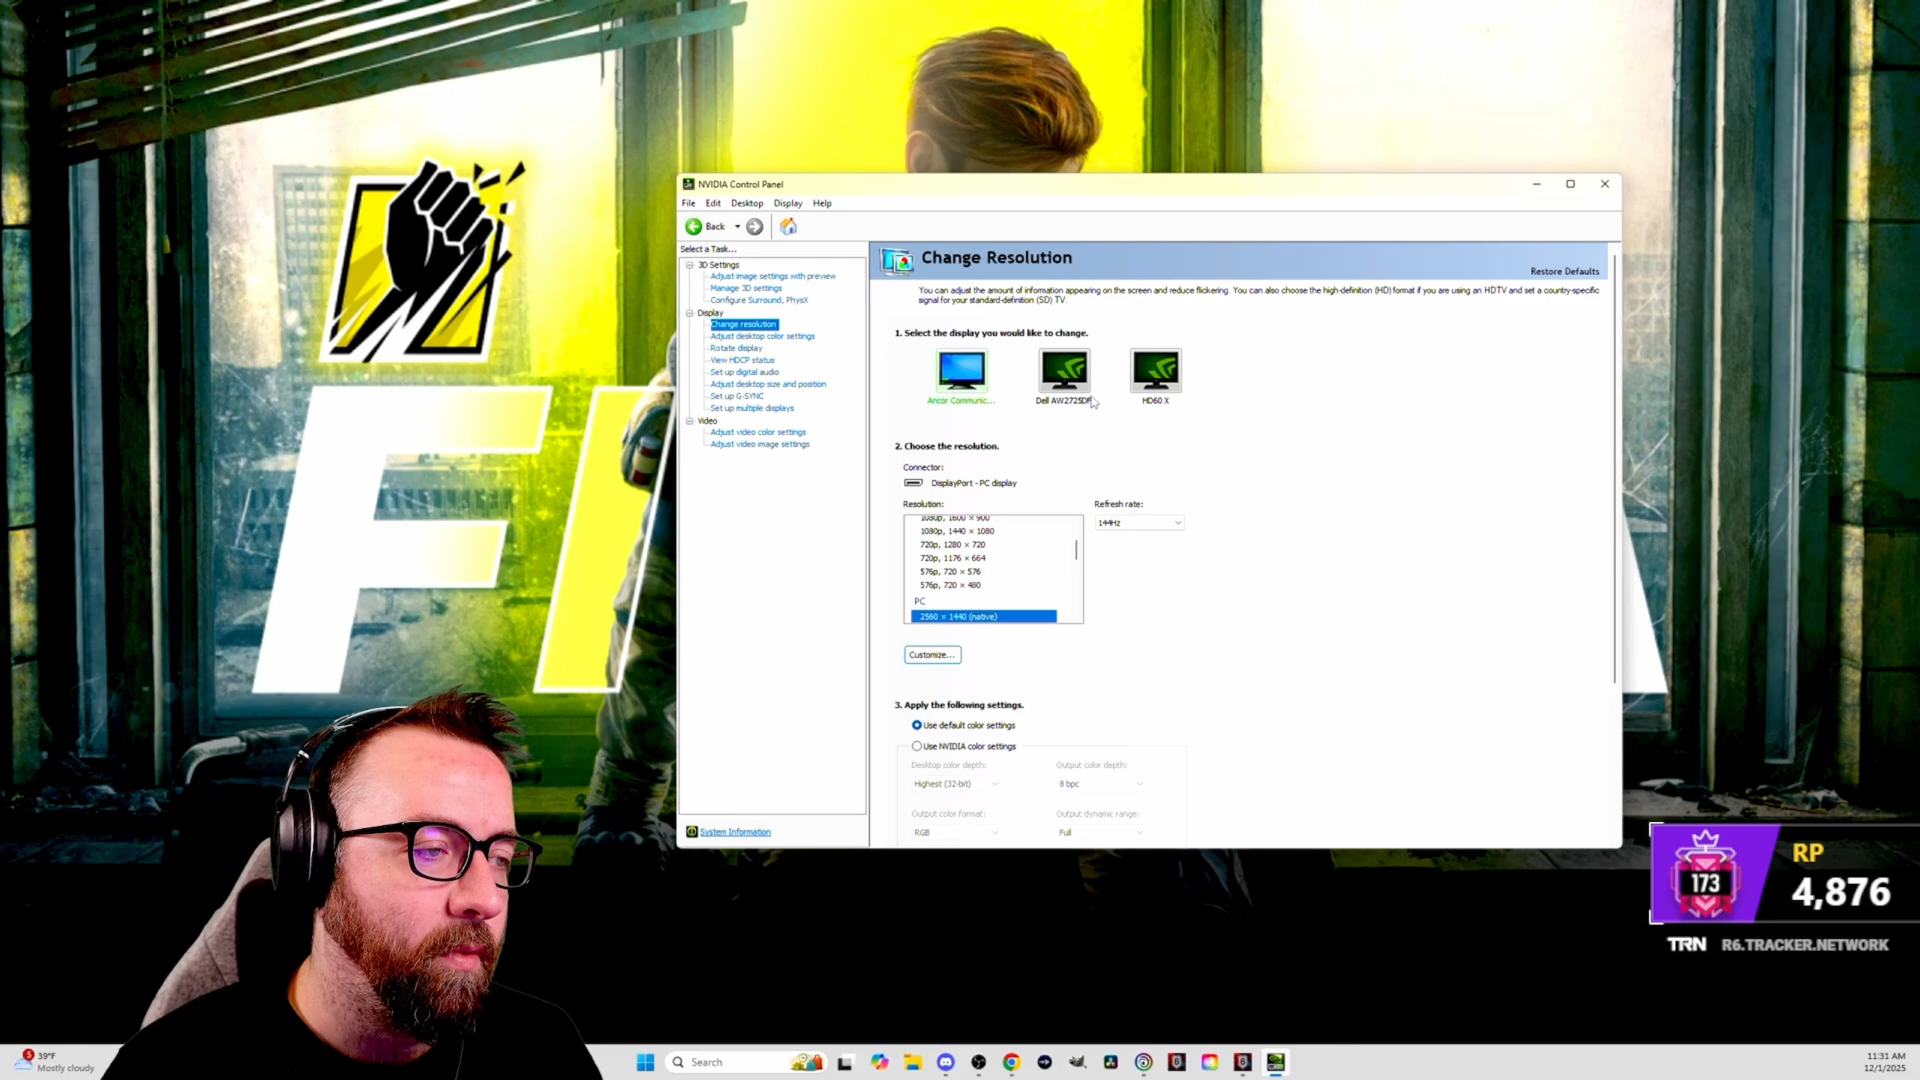 NVIDIA Control Panel
File Edit Desktop Display Help
Back
Select a Task...
3D Settings
Adjust image settings with preview
Manage 3D settings
Configure Surround, PhysX
Display
Change resolution
Adjust desktop color settings
Rotate display
View HDCP status
Set up digital audio
Adjust desktop size and position
Set up G-SYNC
Set up multiple displays
Video
Adjust video color settings
Adjust video image settings
System Information
Change Resolution
Restore Defaults
You can adjust the amount of information appearing on the screen and reduce flickering. You can also choose the high-definition (HD) format if you are using an HDTV and set a country-specific
signal for your standard-definition (SD) TV.
1. Select the display you would like to change.
Ancor Communic... Dell AW2725DF HD60 X
2. Choose the resolution.
Connector:
DisplayPort - PC display
Resolution: Refresh rate:
144Hz
1080p, 1600 × 900
1080p, 1440 × 1080
720p, 1280 × 720
720p, 1176 × 664
576p, 720 × 576
576p, 720 × 480
PC
2560 × 1440 (native)
Customize...
3. Apply the following settings.
Use default color settings
Use NVIDIA color settings
Desktop color depth: Output color depth:
Highest (32-bit) 8 bpc
Output color format: Output dynamic range:
RGB Full
FI
173
RP
4,876
TRN R6.TRACKER.NETWORK
5
39°F
Mostly cloudy
Search
11:31 AM
12/1/2025